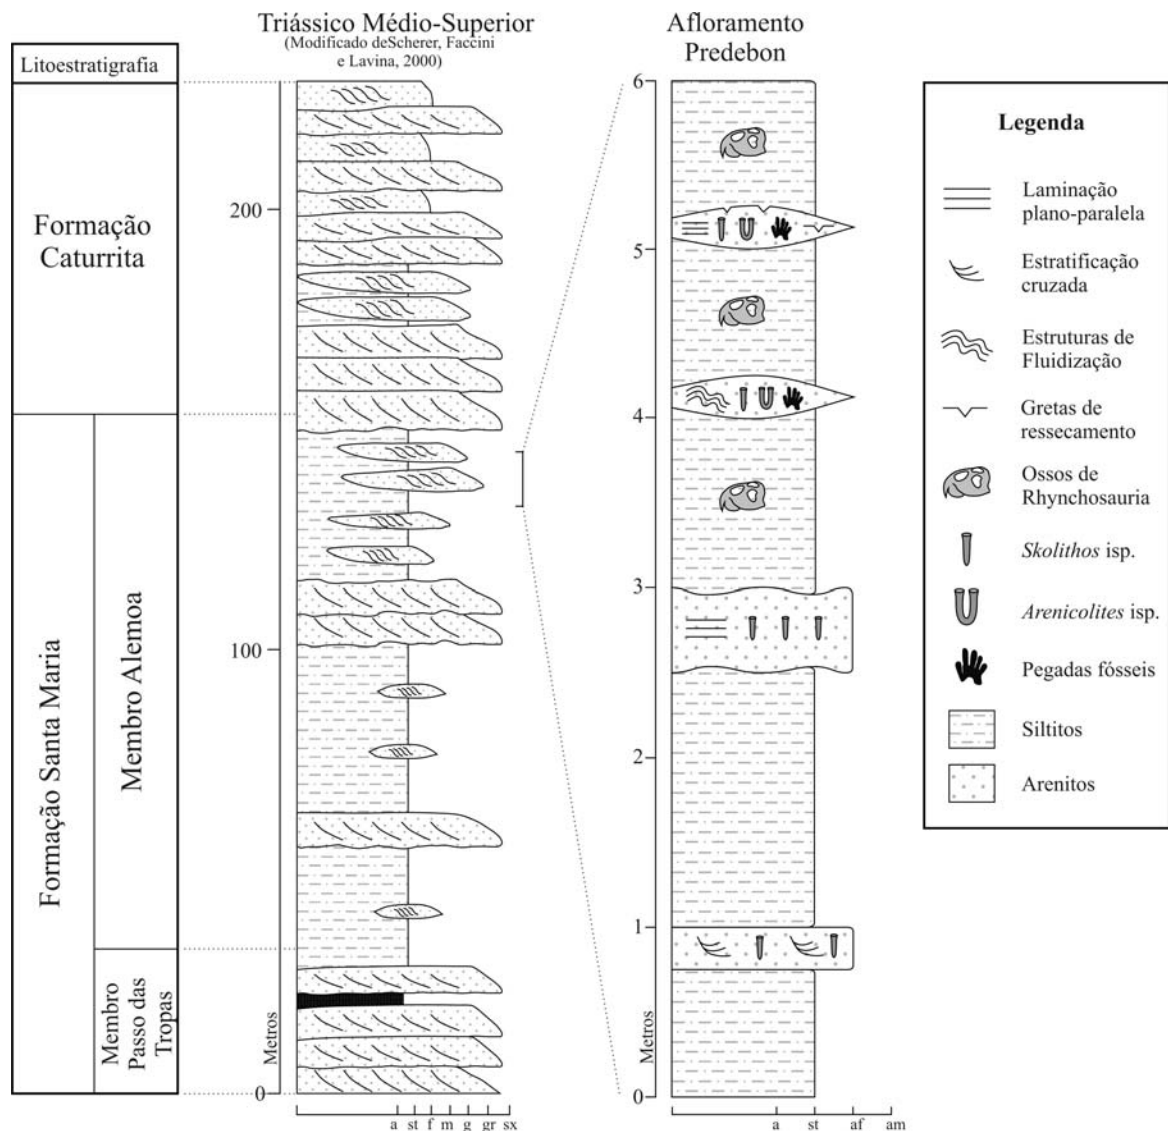 Triássico Médio-Superior
(Modificado deScherer, Faccini
e Lavina, 2000)
Afloramento
Predebon
Litoestratigrafia
Formação
Caturrita
Formação Santa Maria
Membro Alemoa
Membro
Passo das
Tropas
200
100
0
Metros
a st f m g gr sx
6
5
4
3
2
1
0
Metros
a st af am
Legenda
Laminação
plano-paralela
Estratificação
cruzada
Estruturas de
Fluidização
Gretas de
ressecamento
Ossos de
Rhynchosauria
Skolithos isp.
Arenicolites isp.
Pegadas fósseis
Siltitos
Arenitos